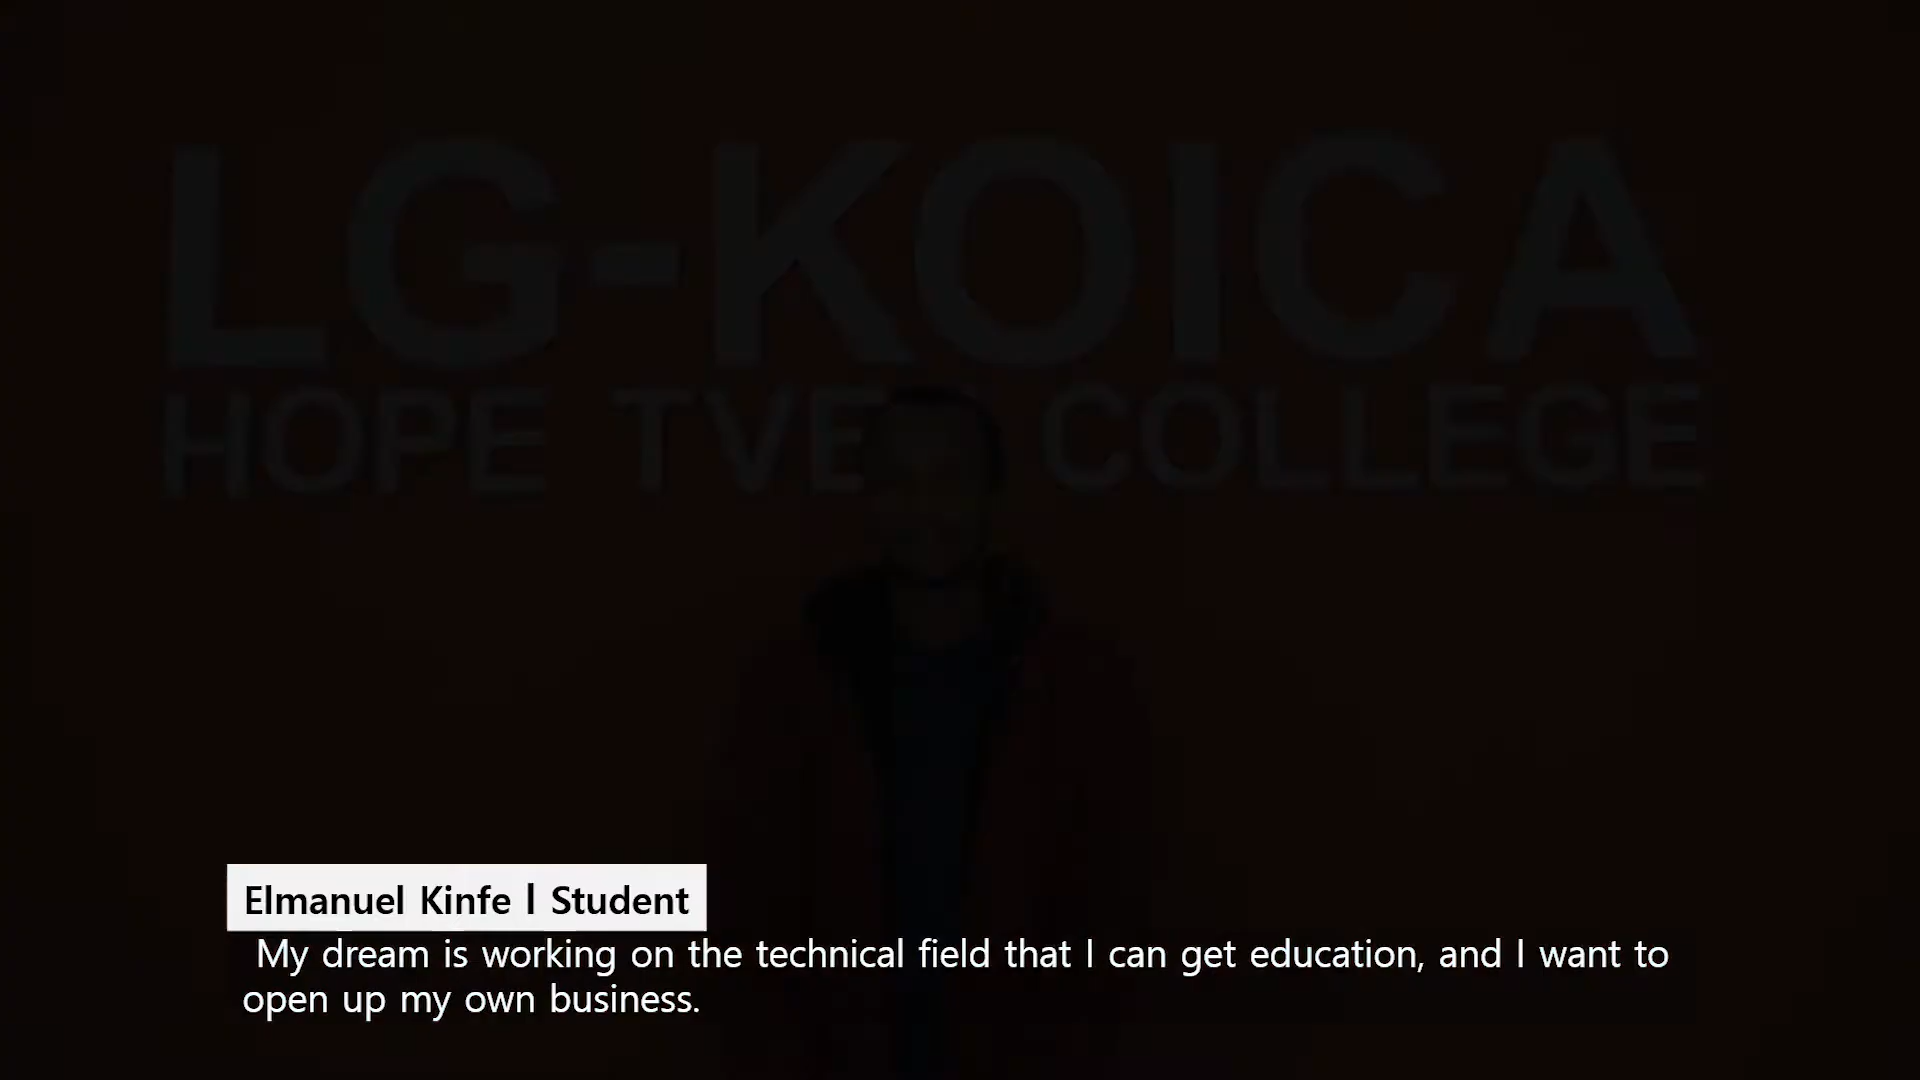 LG-KOICA
HOPE TVE COLLEGE
Elmanuel Kinfe | Student
My dream is working on the technical field that I can get education, and I want to
open up my own business.